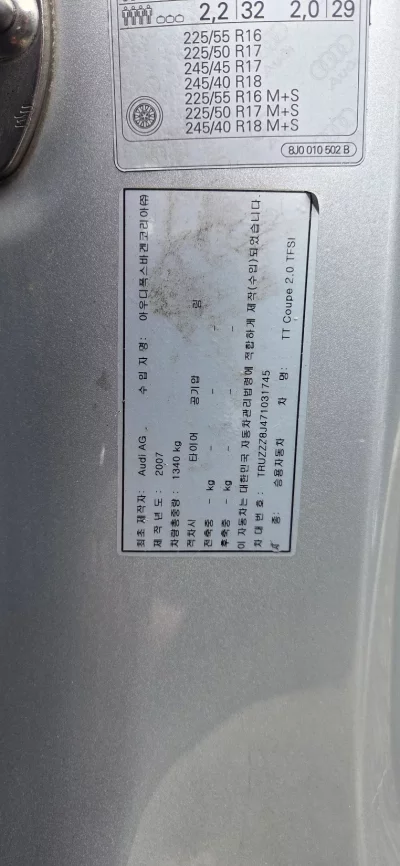 2,2 32 2,0 29
225/55 R16
225/50 R17
245/45 R17
245/40 R18
225/55 R16 M+S
225/50 R17 M+S
245/40 R18 M+S
8J0 010 502 B
최초 제작자: Audi AG. 수 입 자 명: 아우디폭스바겐코리아(주)
제 작 년 도 : 2007
차량총중량 : 1340 kg
적차시 타이어 공기압 림
전축중 - kg - -
후축중 - kg - -
이 자동차는 대한민국 자동차관리법령에 적합하게 제작(수입)되었습니다.
차 대 번 호 : TRUZZZ8J471031745
차 종: 승용자동차 차 명: TT Coupe 2.0 TFSI